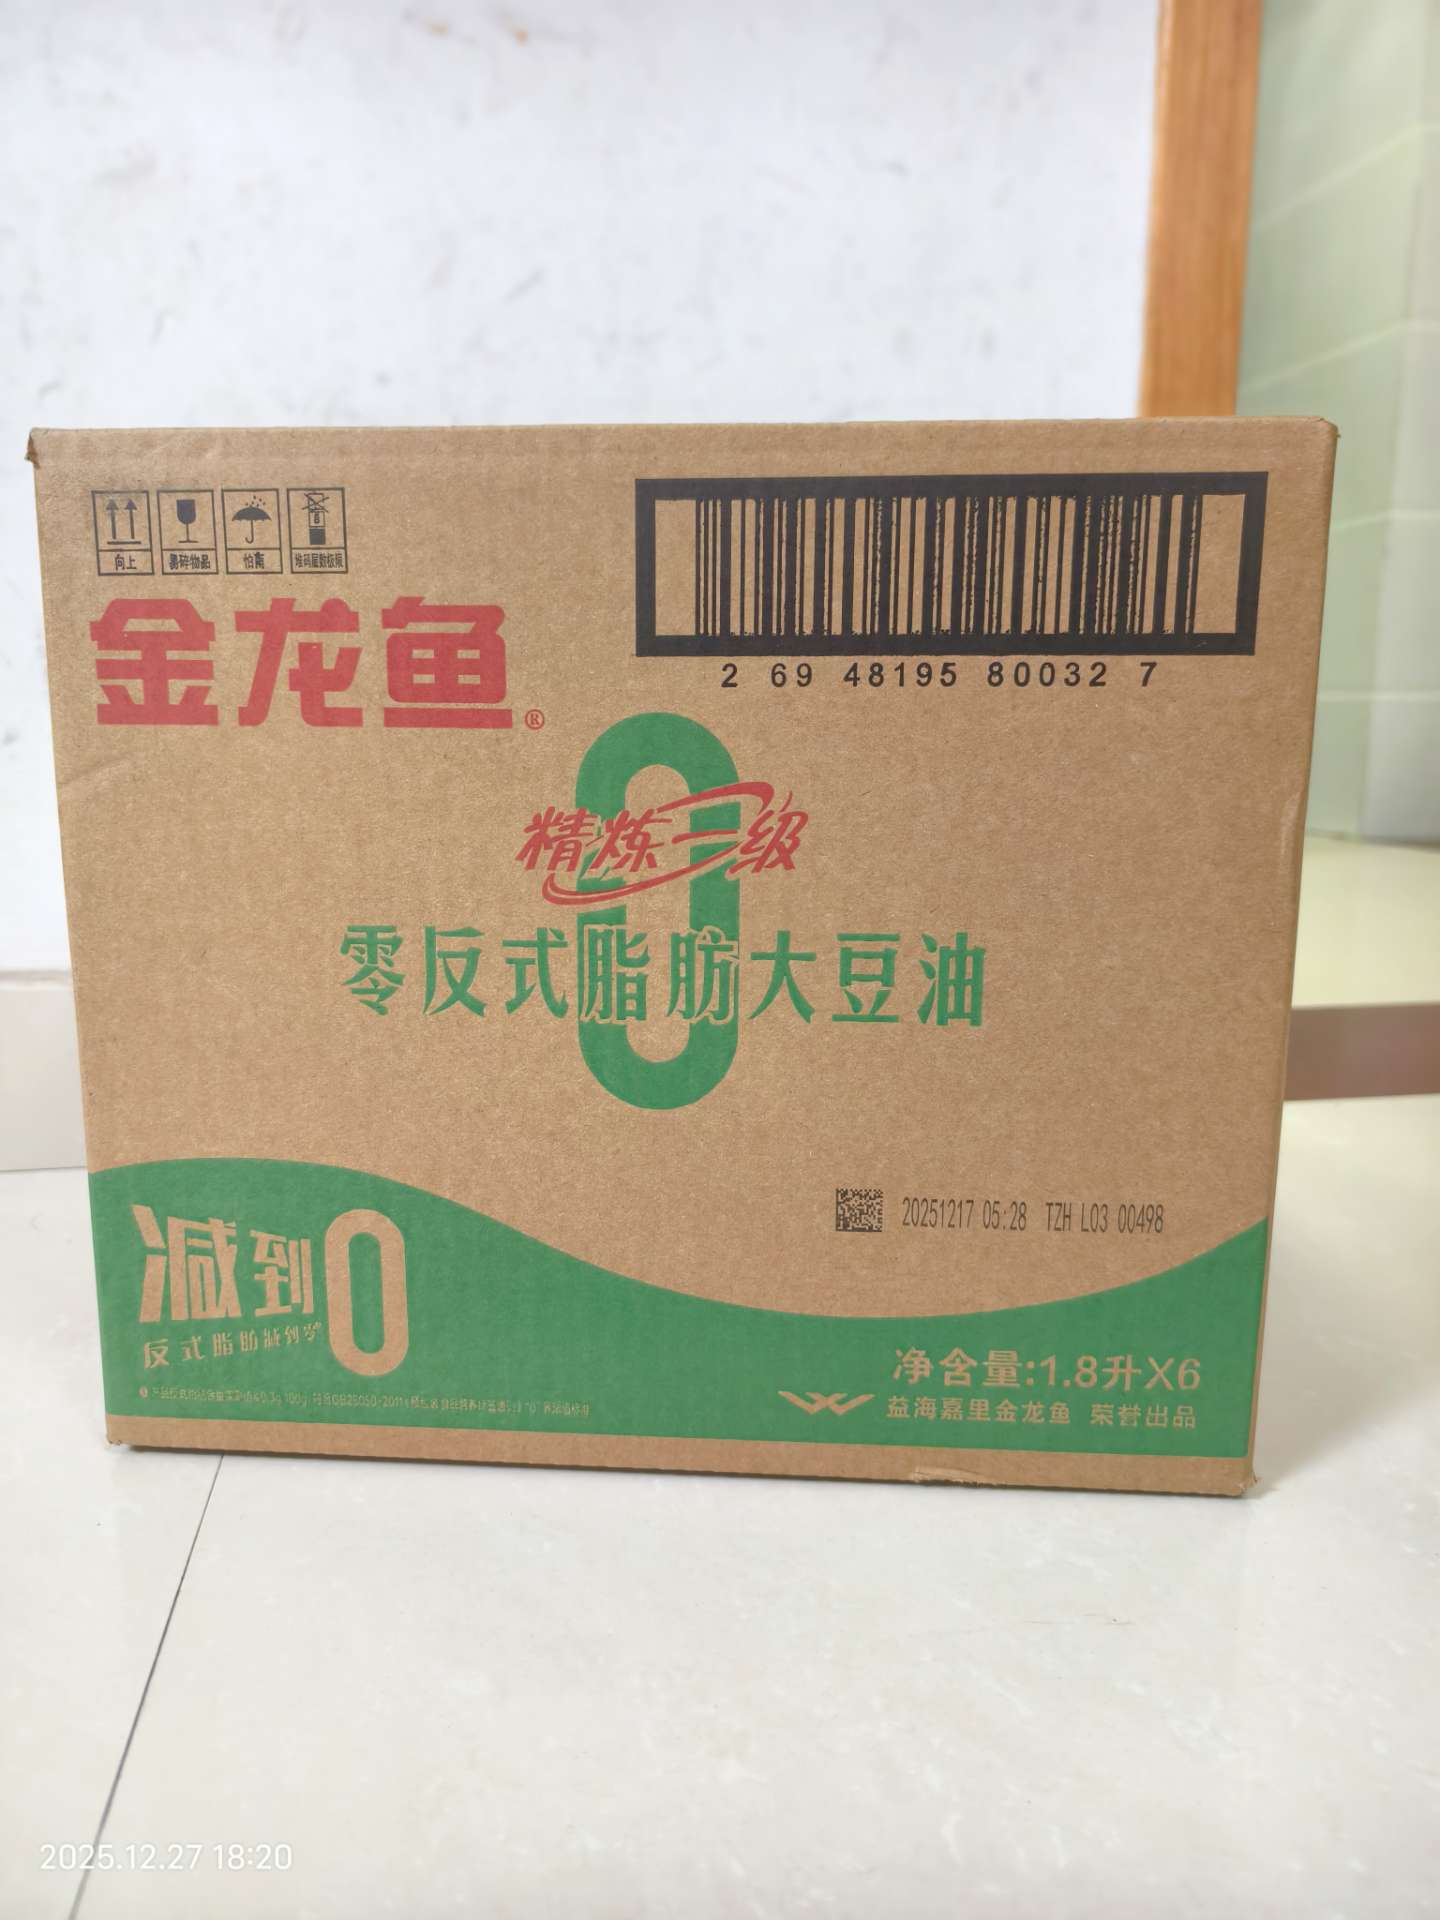 向上
易碎物品
怕雨
堆码层数极限
金龙鱼®
2 69 48195 80032 7
精炼一级
零反式脂肪大豆油
20251217 05:28 TZH L03 00498
减到0
反式脂肪减到零
净含量:1.8升X6
益海嘉里金龙鱼 荣誉出品
2025.12.27 18:20